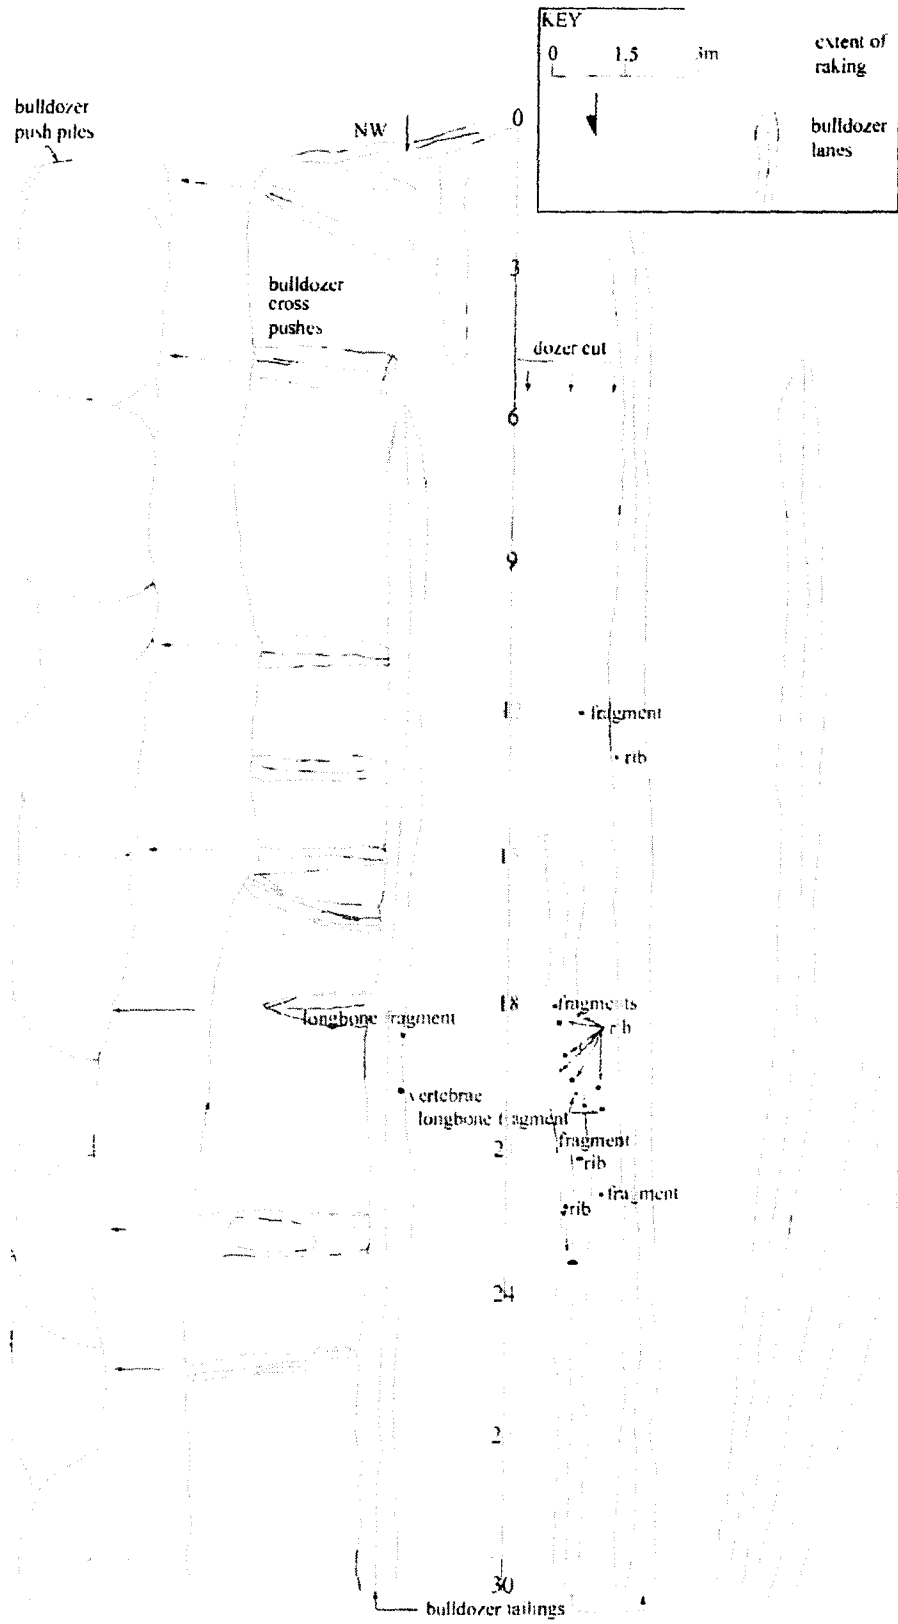 KEY
0 1.5 3m
extent of
raking
bulldozer
lanes
bulldozer
push piles
NW
0
3
bulldozer
cross
pushes
dozer cut
6
9
fragment
rib
18
fragments
longbone fragment
rib
vertebrae
longbone fragment
fragment
rib
fragment
rib
24
30
bulldozer tailings